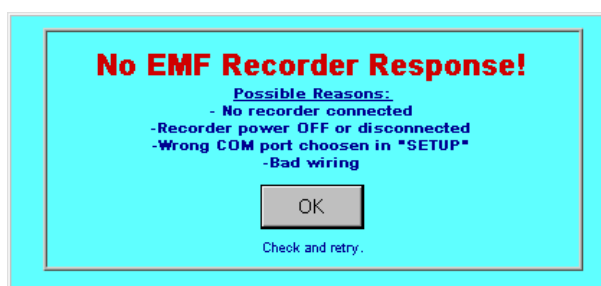 No EMF Recorder Response!
Possible Reasons:
- No recorder connected
-Recorder power OFF or disconnected
-Wrong COM port choosen in "SETUP"
-Bad wiring
OK
Check and retry.